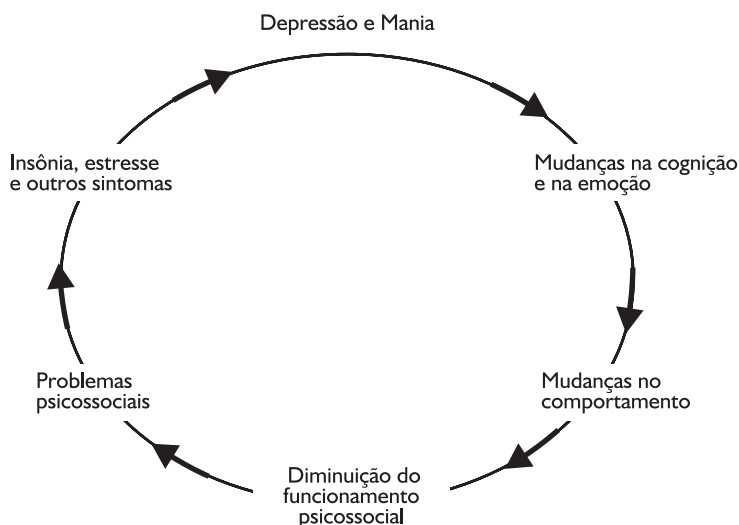 Depressão e Mania
Insônia, estresse
e outros sintomas
Mudanças na cognição
e na emoção
Problemas
psicossociais
Mudanças no
comportamento
Diminuição do
funcionamento
psicossocial